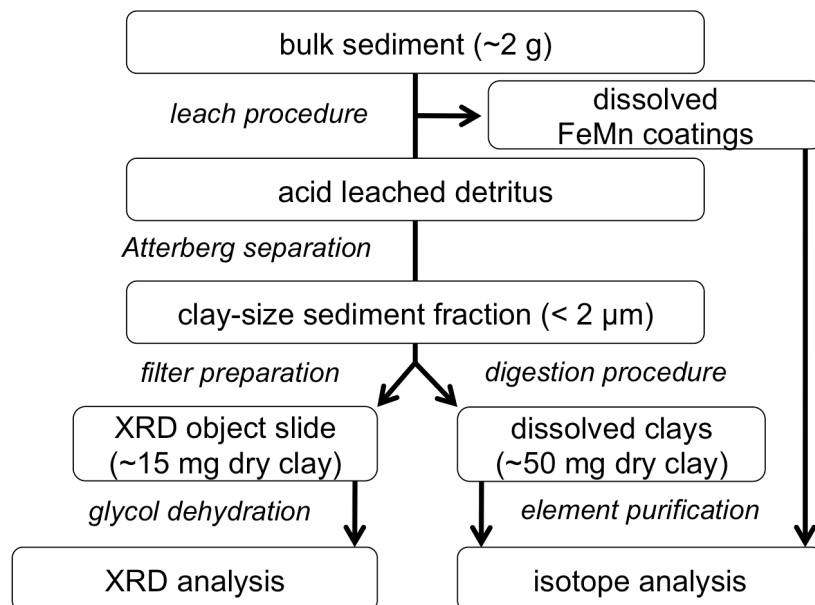 bulk sediment (~2 g)
leach procedure
dissolved
FeMn coatings
acid leached detritus
Atterberg separation
clay-size sediment fraction (< 2 μm)
filter preparation
digestion procedure
XRD object slide
(~15 mg dry clay)
dissolved clays
(~50 mg dry clay)
glycol dehydration
element purification
XRD analysis
isotope analysis